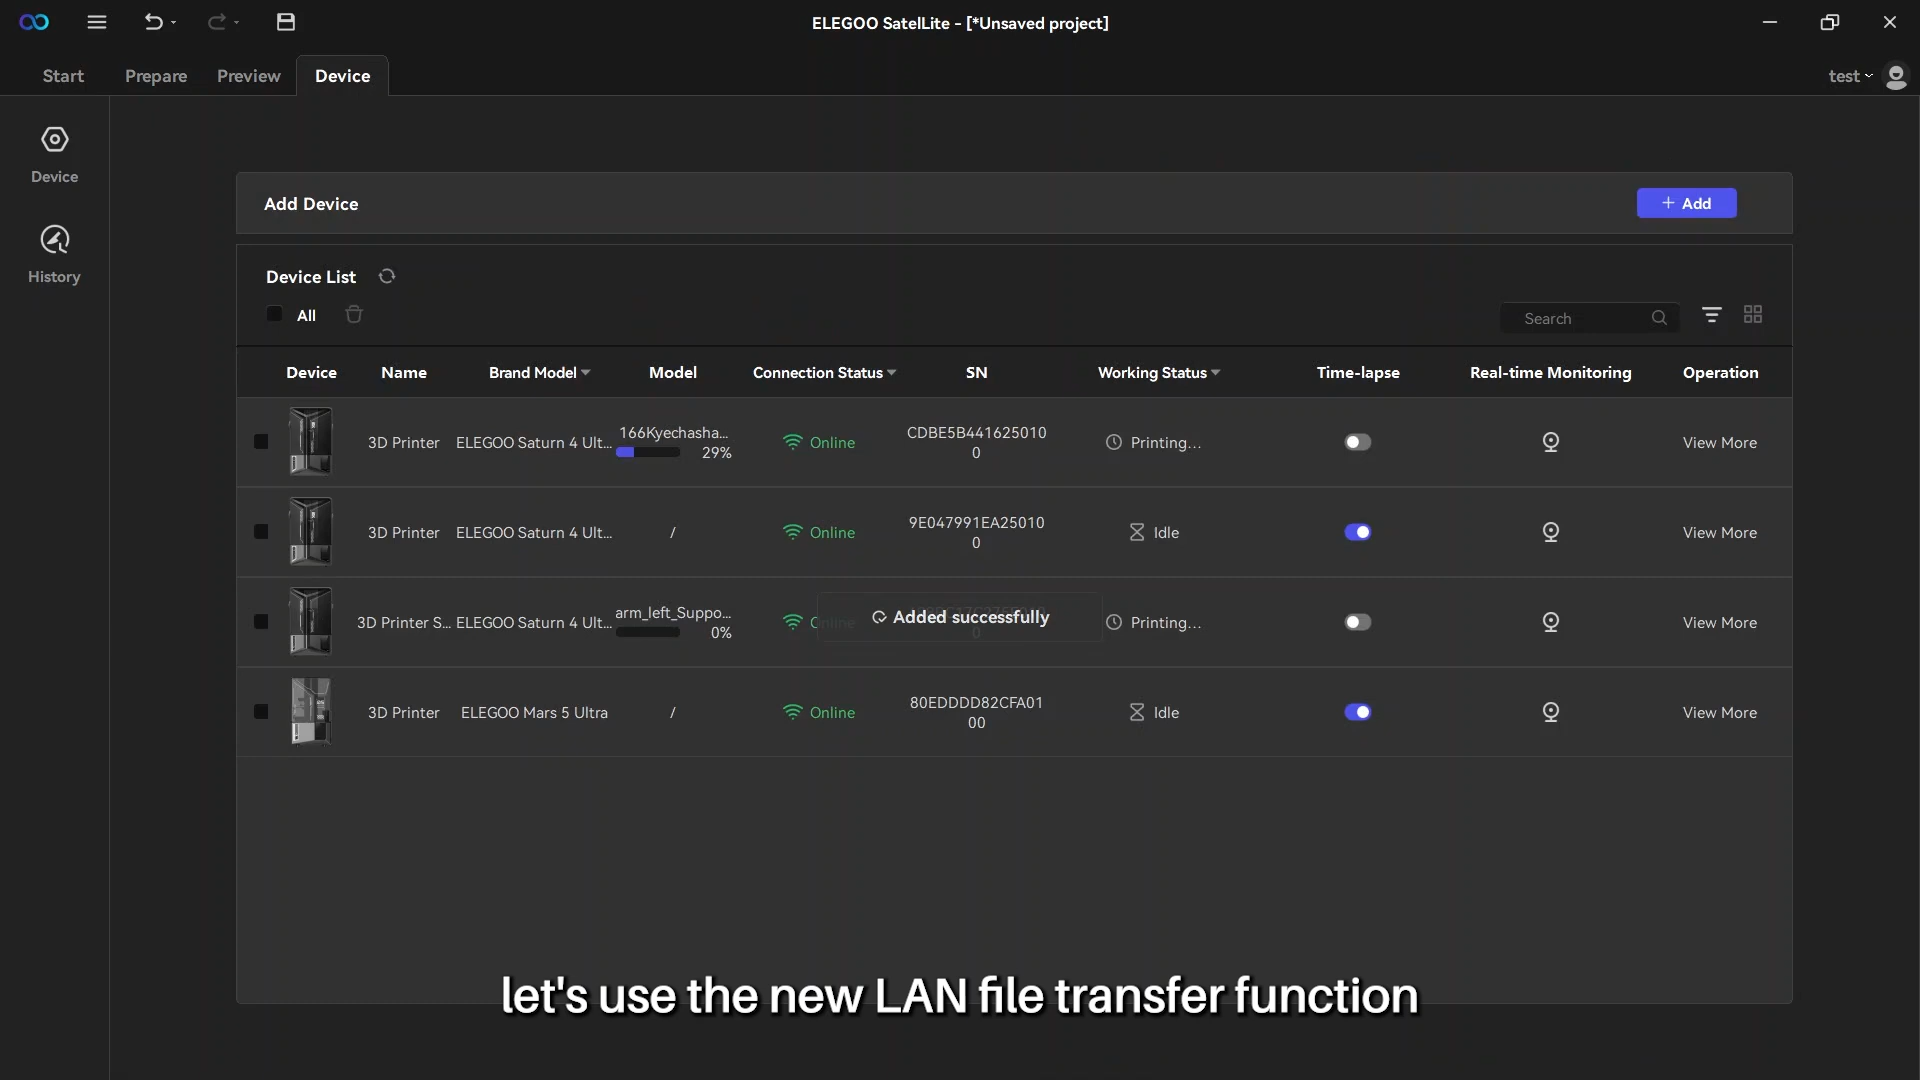 ELEGOO SatelLite - [*Unsaved project]
Start Prepare Preview Device test
Device
History
Add Device
+ Add
Device List
All
Search
Device Name Brand Model Model Connection Status SN Working Status Time-lapse Real-time Monitoring Operation
3D Printer ELEGOO Saturn 4 Ult... 166Kyechasha... 29% Online CDBE5B441625010 0 Printing... View More
3D Printer ELEGOO Saturn 4 Ult... / Online 9E047991EA25010 0 Idle View More
3D Printer S... ELEGOO Saturn 4 Ult... arm_left_Suppo... 0% Added successfully Printing... View More
3D Printer ELEGOO Mars 5 Ultra / Online 80EDDDD82CFA01 00 Idle View More
let's use the new LAN file transfer function